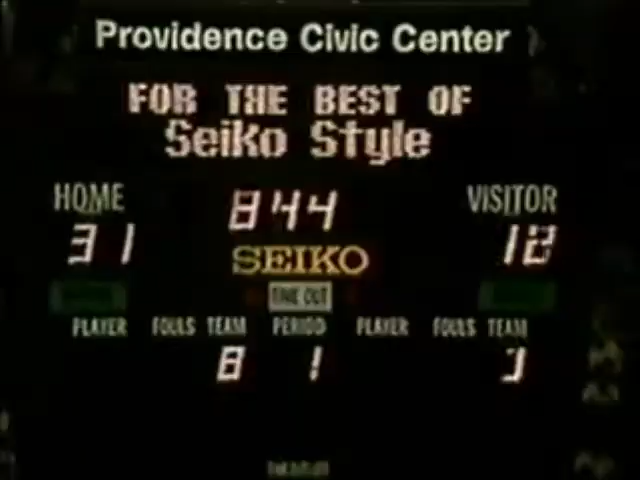 Providence Civic Center
FOR THE BEST OF
Seiko Style
HOME 844 VISITOR
31 12
SEIKO
TIME OUT
PLAYER FOULS TEAM PERIOD PLAYER FOULS TEAM
8 1